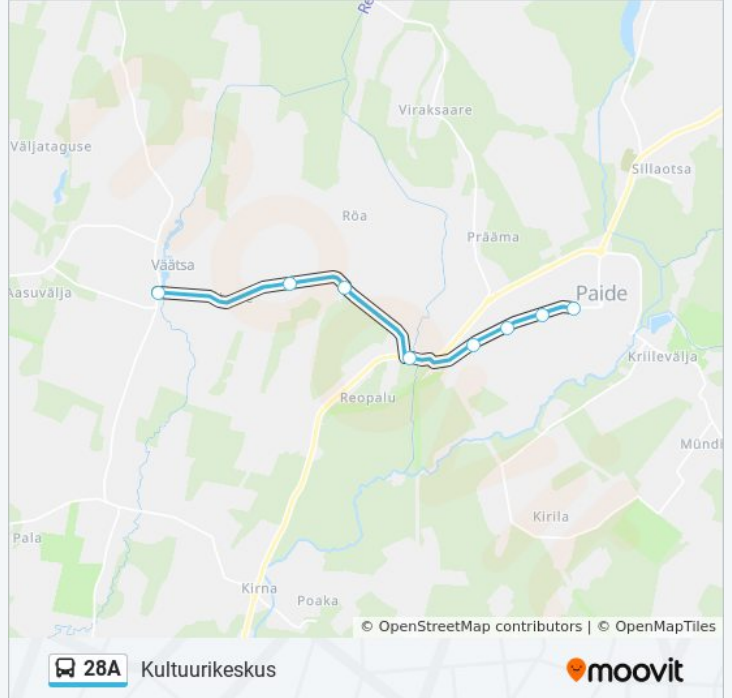 Re
Viraksaare
Väljataguse
Sillaotsa
Röa
Prääma
Väätsa
Aasuvälja
Paide
Kriilevälja
Reopalu
Mündi
Kirila
Pala
Kirna
Poaka
© OpenStreetMap contributors | © OpenMapTiles
28A Kultuurikeskus
moovit